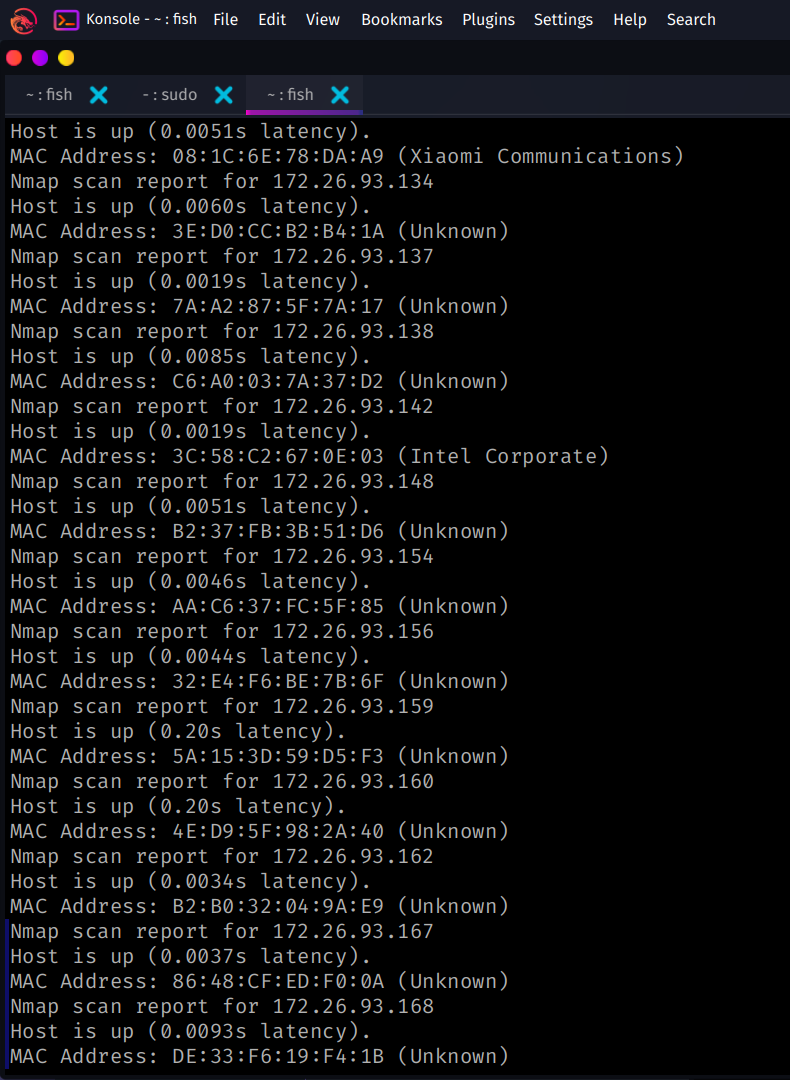 Konsole - ~ : fish File Edit View Bookmarks Plugins Settings Help Search
~ : fish - : sudo ~ : fish
Host is up (0.0051s latency).
MAC Address: 08:1C:6E:78:DA:A9 (Xiaomi Communications)
Nmap scan report for 172.26.93.134
Host is up (0.0060s latency).
MAC Address: 3E:D0:CC:B2:B4:1A (Unknown)
Nmap scan report for 172.26.93.137
Host is up (0.0019s latency).
MAC Address: 7A:A2:87:5F:7A:17 (Unknown)
Nmap scan report for 172.26.93.138
Host is up (0.0085s latency).
MAC Address: C6:A0:03:7A:37:D2 (Unknown)
Nmap scan report for 172.26.93.142
Host is up (0.0019s latency).
MAC Address: 3C:58:C2:67:0E:03 (Intel Corporate)
Nmap scan report for 172.26.93.148
Host is up (0.0051s latency).
MAC Address: B2:37:FB:3B:51:D6 (Unknown)
Nmap scan report for 172.26.93.154
Host is up (0.0046s latency).
MAC Address: AA:C6:37:FC:5F:85 (Unknown)
Nmap scan report for 172.26.93.156
Host is up (0.0044s latency).
MAC Address: 32:E4:F6:BE:7B:6F (Unknown)
Nmap scan report for 172.26.93.159
Host is up (0.20s latency).
MAC Address: 5A:15:3D:59:D5:F3 (Unknown)
Nmap scan report for 172.26.93.160
Host is up (0.20s latency).
MAC Address: 4E:D9:5F:98:2A:40 (Unknown)
Nmap scan report for 172.26.93.162
Host is up (0.0034s latency).
MAC Address: B2:B0:32:04:9A:E9 (Unknown)
Nmap scan report for 172.26.93.167
Host is up (0.0037s latency).
MAC Address: 86:48:CF:ED:F0:0A (Unknown)
Nmap scan report for 172.26.93.168
Host is up (0.0093s latency).
MAC Address: DE:33:F6:19:F4:1B (Unknown)